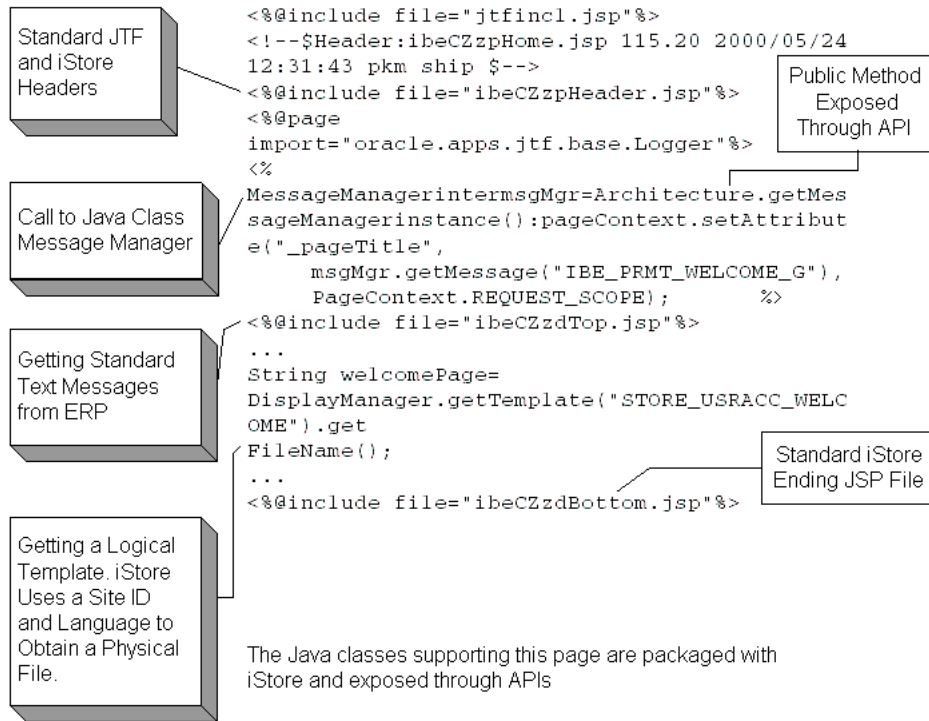 <%@include file="jtfincl.jsp"%>
<!--$Header:ibeCZzpHome.jsp 115.20 2000/05/24
12:31:43 pkm ship $-->
<%@include file="ibeCZzpHeader.jsp"%>
<%@page
import="oracle.apps.jtf.base.Logger"%>
<%
MessageManagerintermsgMgr=Architecture.getMes
sageManagerinstance():pageContext.setAttribut
e("_pageTitle",
msgMgr.getMessage("IBE_PRMT_WELCOME_G"),
PageContext.REQUEST_SCOPE); %>
<%@include file="ibeCZzdTop.jsp"%>
...
String welcomPage=
DisplayManager.getTemplate("STORE_USRACC_WELC
OME").get
FileName();
...
<%@include file="ibeCZzdBottom.jsp"%>
Standard JTF
and iStore
Headers
Public Method
Exposed
Through API
Call to Java Class
Message Manager
Getting Standard
Text Messages
from ERP
Standard iStore
Ending JSP File
Getting a Logical
Template. iStore
Uses a Site ID
and Language to
Obtain a Physical
File.
The Java classes supporting this page are packaged with
iStore and exposed through APIs